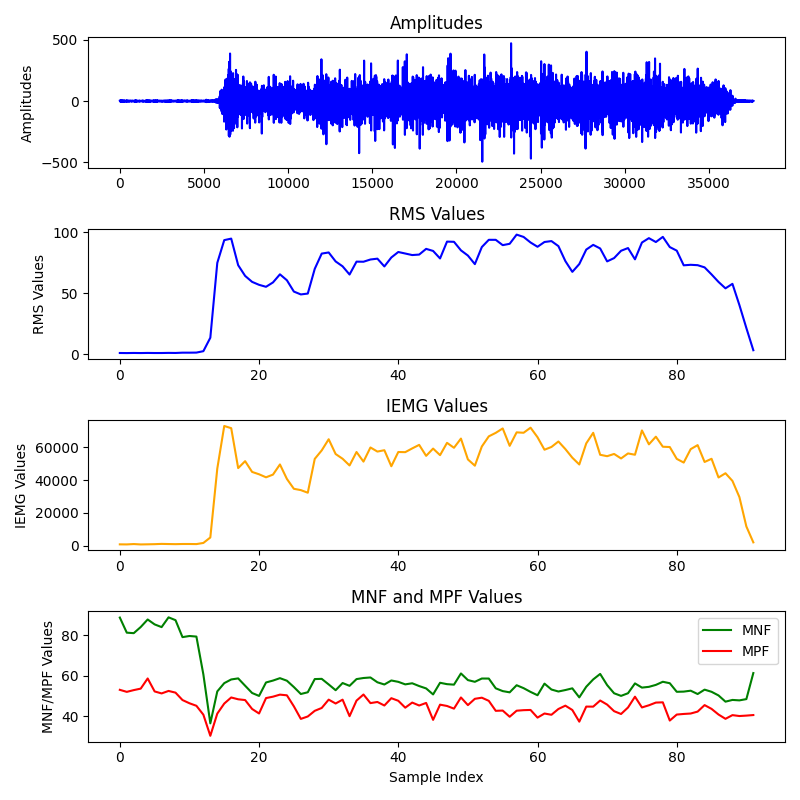 Amplitudes
500
0
−500
Amplitudes
0 5000 10000 15000 20000 25000 30000 35000
RMS Values
100
50
0
RMS Values
0 20 40 60 80
IEMG Values
60000
40000
20000
0
IEMG Values
0 20 40 60 80
MNF and MPF Values
80
60
40
MNF/MPF Values
MNF
MPF
0 20 40 60 80
Sample Index